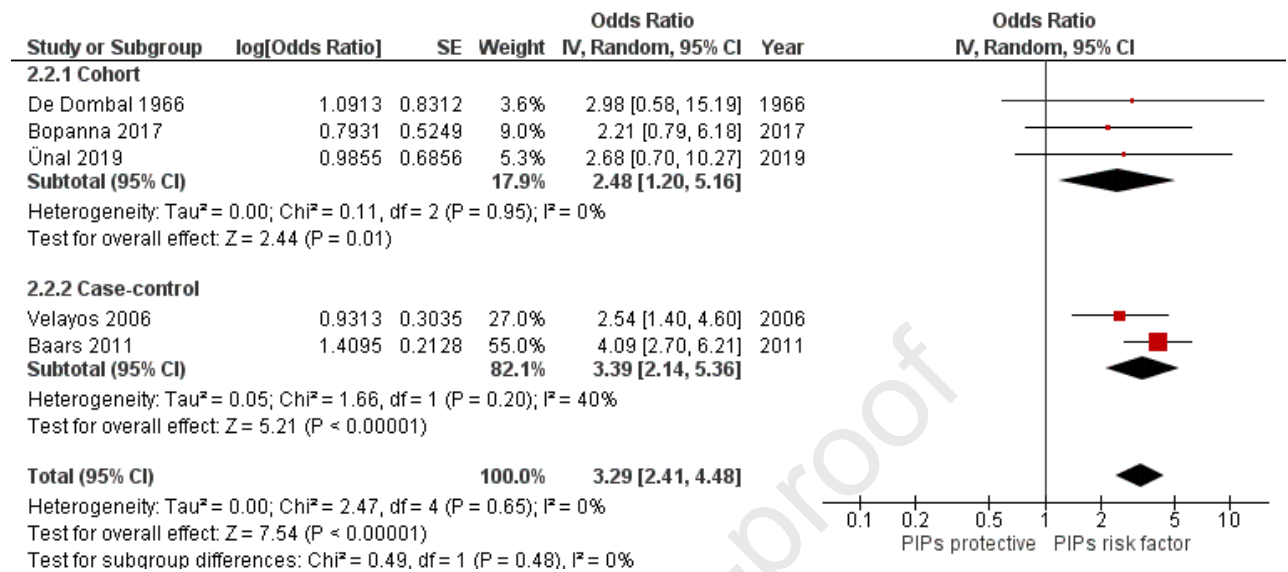 Odds Ratio Odds Ratio
Study or Subgroup log[Odds Ratio] SE Weight IV, Random, 95% CI Year IV, Random, 95% CI
2.2.1 Cohort
De Dombal 1966 1.0913 0.8312 3.6% 2.98 [0.58, 15.19] 1966
Bopanna 2017 0.7931 0.5249 9.0% 2.21 [0.79, 6.18] 2017
Ünal 2019 0.9855 0.6856 5.3% 2.68 [0.70, 10.27] 2019
Subtotal (95% CI) 17.9% 2.48 [1.20, 5.16]
Heterogeneity: Tau² = 0.00; Chi² = 0.11, df = 2 (P = 0.95); I² = 0%
Test for overall effect: Z = 2.44 (P = 0.01)
2.2.2 Case-control
Velayos 2006 0.9313 0.3035 27.0% 2.54 [1.40, 4.60] 2006
Baars 2011 1.4095 0.2128 55.0% 4.09 [2.70, 6.21] 2011
Subtotal (95% CI) 82.1% 3.39 [2.14, 5.36]
Heterogeneity: Tau² = 0.05; Chi² = 1.66, df = 1 (P = 0.20); I² = 40%
Test for overall effect: Z = 5.21 (P < 0.00001)
Total (95% CI) 100.0% 3.29 [2.41, 4.48]
Heterogeneity: Tau² = 0.00; Chi² = 2.47, df = 4 (P = 0.65); I² = 0%
Test for overall effect: Z = 7.54 (P < 0.00001)
Test for subgroup differences: Chi² = 0.49, df = 1 (P = 0.48), I² = 0%
0.1 0.2 0.5 1 2 5 10
PIPs protective PIPs risk factor
proof